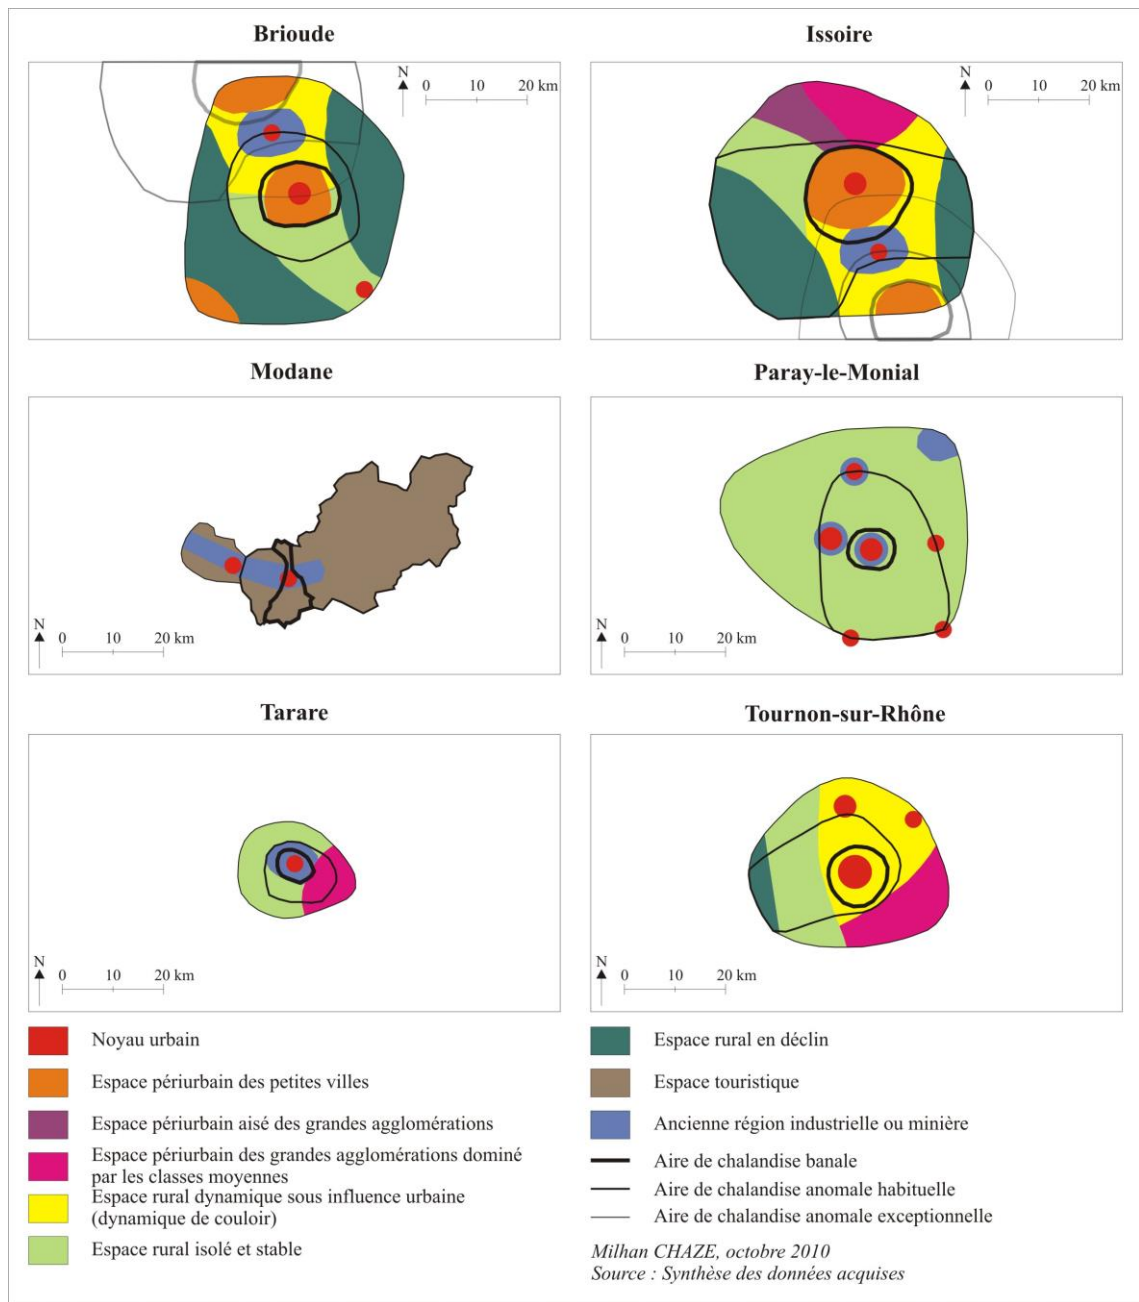 Brioude
Issoire
N
0 10 20 km
N
0 10 20 km
Modane
Paray-le-Monial
N
0 10 20 km
N
0 10 20 km
Tarare
Tournon-sur-Rhône
N
0 10 20 km
N
0 10 20 km
Noyau urbain
Espace périurbain des petites villes
Espace périurbain aisé des grandes agglomérations
Espace périurbain des grandes agglomérations dominé
par les classes moyennes
Espace rural dynamique sous influence urbaine
(dynamique de couloir)
Espace rural isolé et stable
Espace rural en déclin
Espace touristique
Ancienne région industrielle ou minière
Aire de chalandise banale
Aire de chalandise anomale habituelle
Aire de chalandise anomale exceptionnelle
Milhan CHAZE, octobre 2010
Source : Synthèse des données acquises